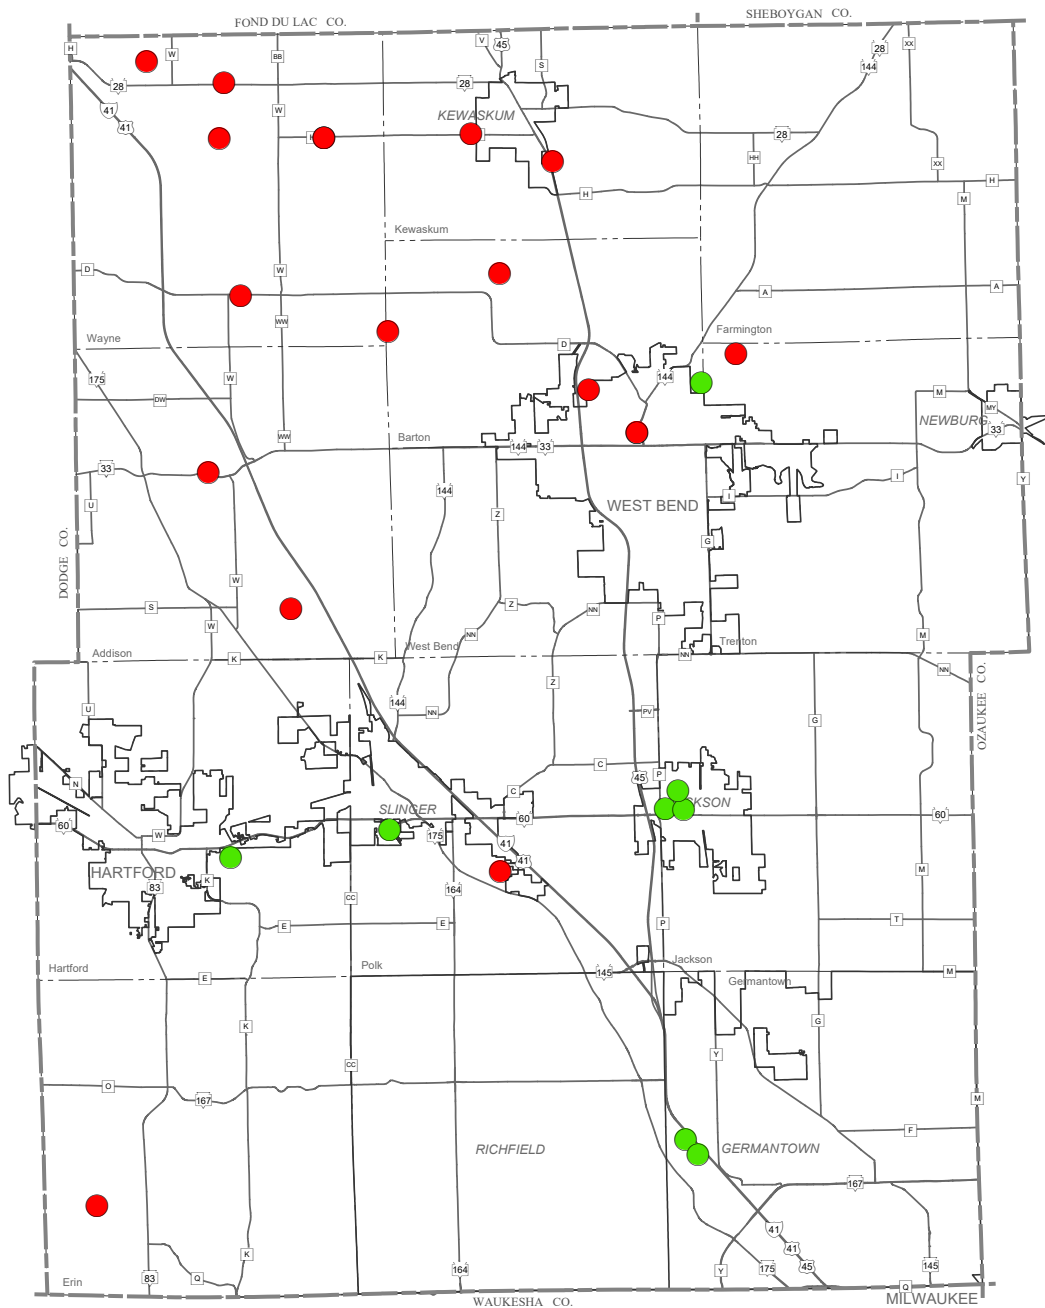 FOND DU LAC CO.
SHEBOYGAN CO.
H
W
BB
V
45
S
28
XX
144
28
28
W
41
41
KEWASKUM
28
HH
XX
H
H
M
Kewaskum
D
W
A
A
WW
Wayne
D
Farmington
175
W
144
DW
M
MY
NEWBURG
33
WW
Barton
144
33
33
I
Y
U
144
I
WEST BEND
Z
G
DODGE CO.
W
S
Z
NN
W
NN
P
M
Addison
K
K
West Bend
Trenton
NN
NN
Z
OZAUKEE CO.
U
144
NN
PV
G
C
P
45
N
C
SLINGER
60
60
60
W
175
41
41
HARTFORD
83
K
164
M
CC
E
E
P
T
Hartford
E
Polk
145
Jackson
M
Germantown
K
G
CC
Y
O
167
M
F
RICHFIELD
GERMANTOWN
167
41
K
41
Erin
83
Q
164
Y
175
45
145
Q
MILWAUKEE
WAUKESHA CO.